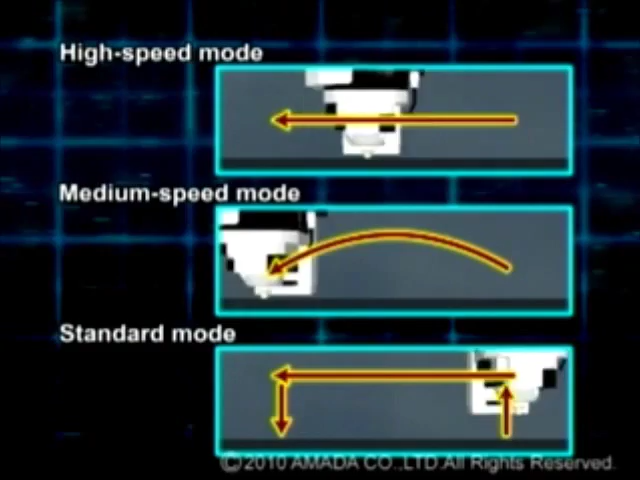 High-speed mode
Medium-speed mode
Standard mode
©2010 AMADA CO.,LTD.All Rights Reserved.